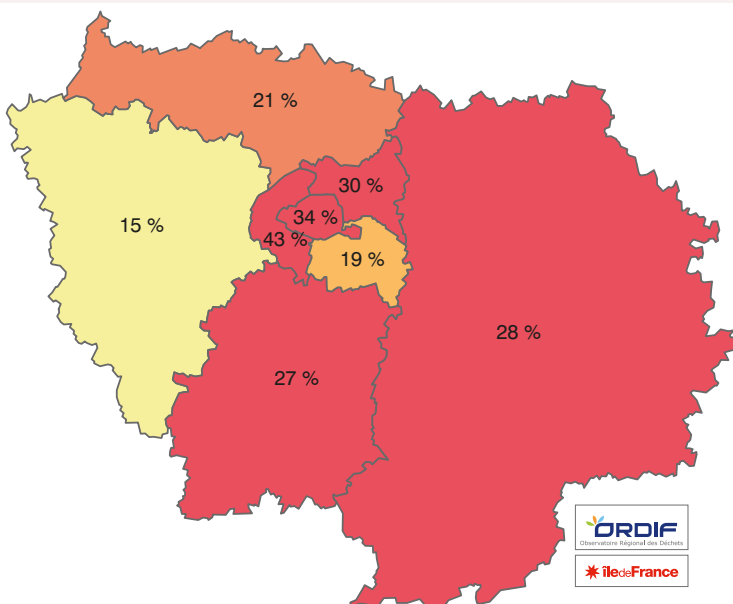 21 %
30 %
15 %
34 %
43 %
19 %
28 %
27 %
ORDIF
Observatoire Régional des Déchets
îledeFrance